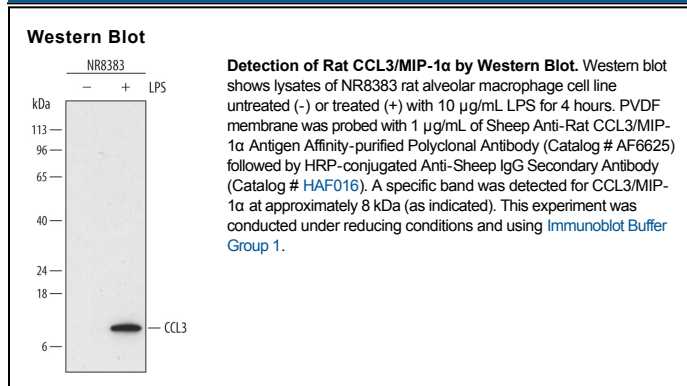 Western Blot
NR8383
– + LPS
kDa
113
96
65
40
24
18
6
CCL3
Detection of Rat CCL3/MIP-1α by Western Blot. Western blot
shows lysates of NR8383 rat alveolar macrophage cell line
untreated (-) or treated (+) with 10 µg/mL LPS for 4 hours. PVDF
membrane was probed with 1 µg/mL of Sheep Anti-Rat CCL3/MIP-
1α Antigen Affinity-purified Polyclonal Antibody (Catalog # AF6625)
followed by HRP-conjugated Anti-Sheep IgG Secondary Antibody
(Catalog # HAF016). A specific band was detected for CCL3/MIP-
1α at approximately 8 kDa (as indicated). This experiment was
conducted under reducing conditions and using Immunoblot Buffer
Group 1.